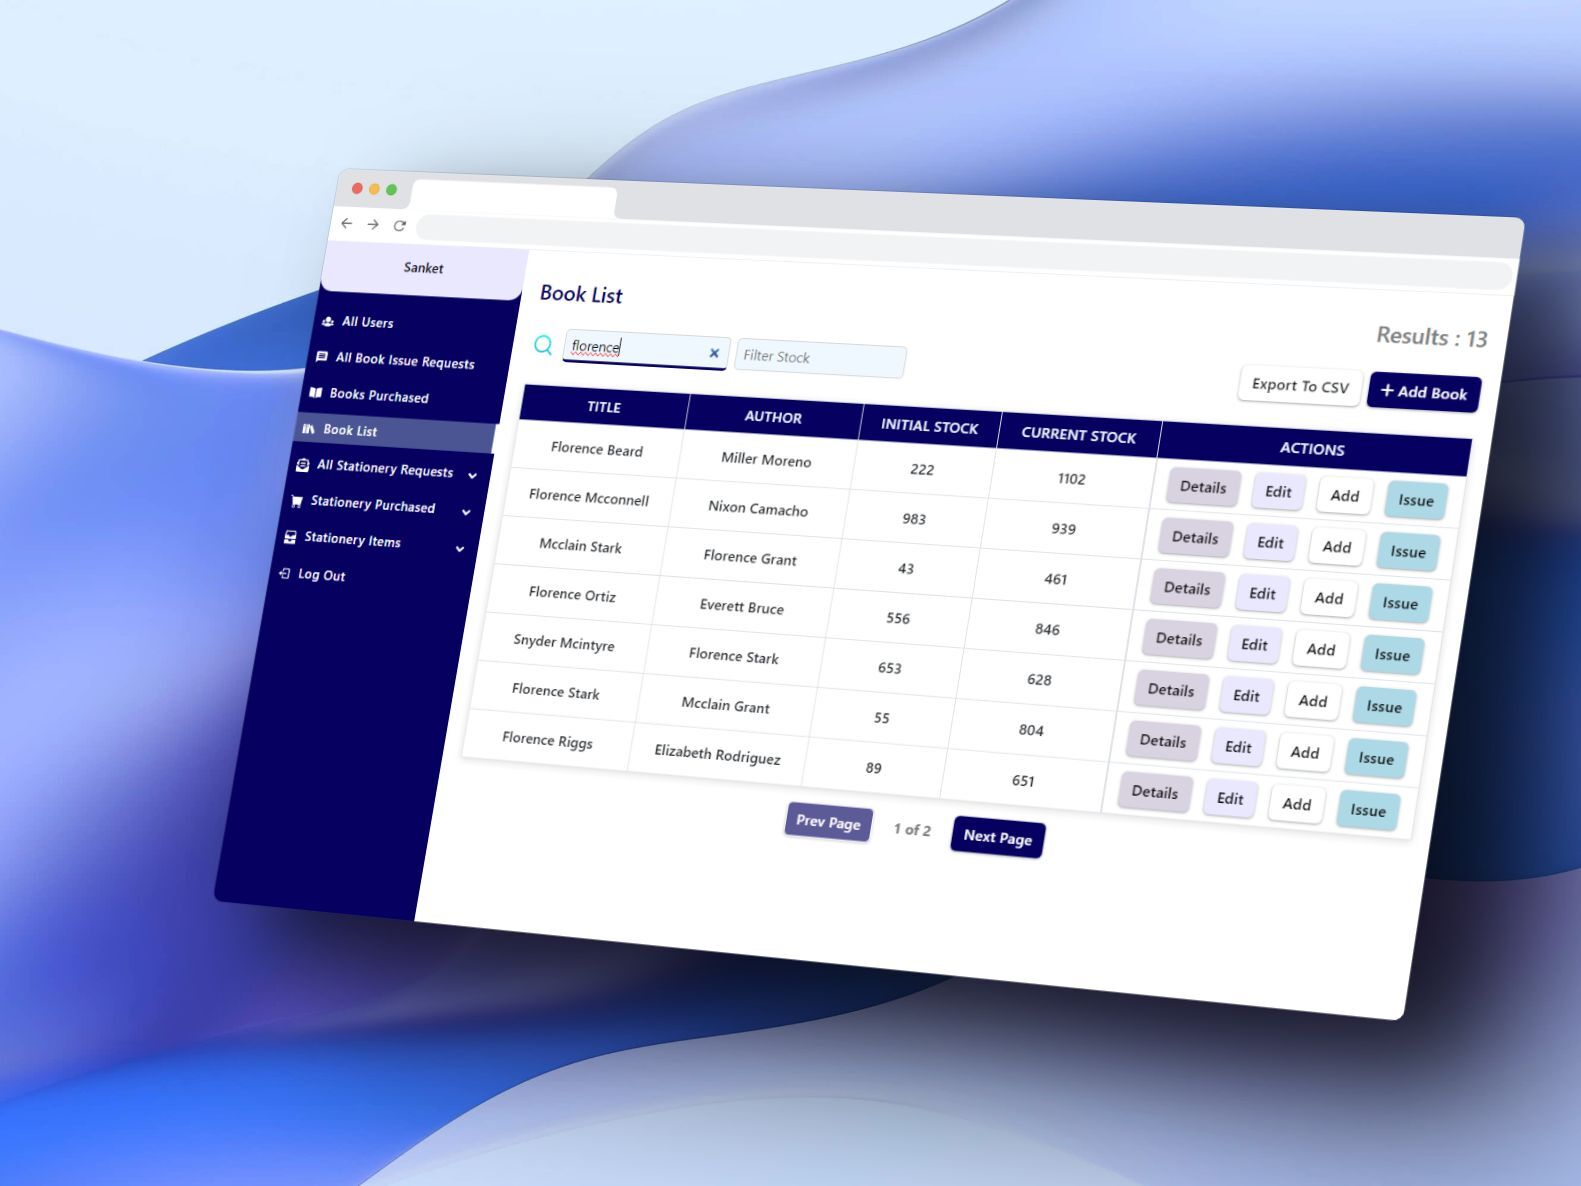 Sanket
All Users
All Book Issue Requests
Books Purchased
Book List
All Stationery Requests
Stationery Purchased
Stationery Items
Log Out
Book List
florence
Filter Stock
Results : 13
Export To CSV
+ Add Book
TITLE AUTHOR INITIAL STOCK CURRENT STOCK ACTIONS
Florence Beard Miller Moreno 222 1102 Details Edit Add Issue
Florence Mcconnell Nixon Camacho 983 939 Details Edit Add Issue
Mcclain Stark Florence Grant 43 461 Details Edit Add Issue
Florence Ortiz Everett Bruce 556 846 Details Edit Add Issue
Snyder Mcintyre Florence Stark 653 628 Details Edit Add Issue
Florence Stark Mcclain Grant 55 804 Details Edit Add Issue
Florence Riggs Elizabeth Rodriguez 89 651 Details Edit Add Issue
Prev Page 1 of 2 Next Page